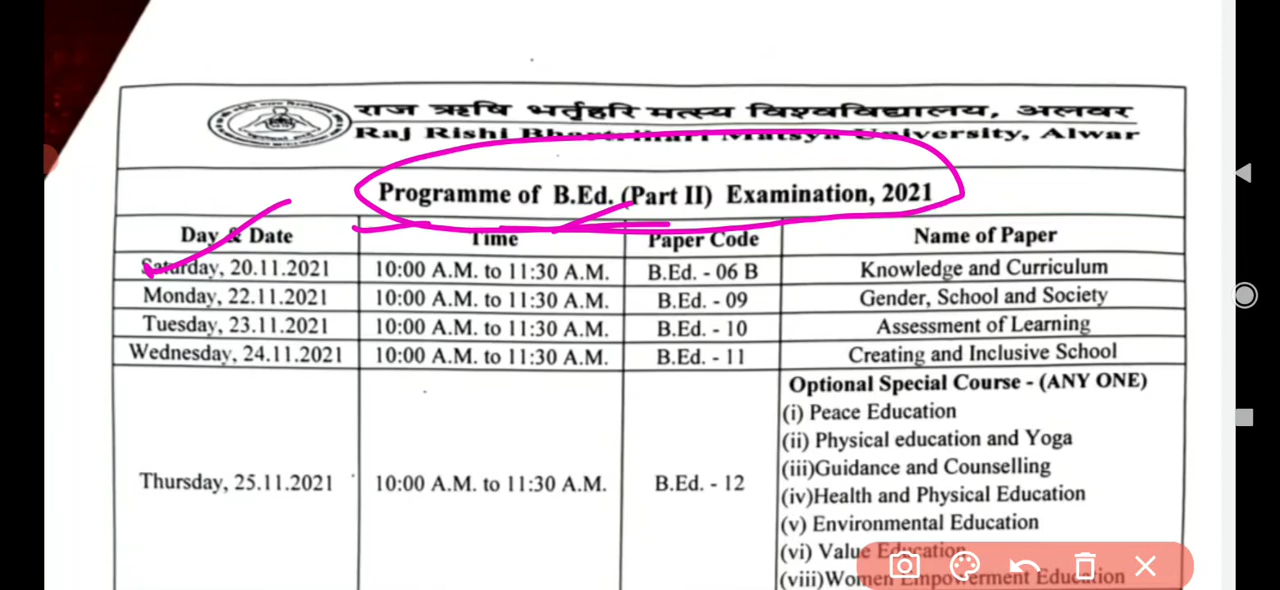 राज ऋषि भर्तृहरि मत्स्य विश्वविद्यालय, अलवर
Raj Rishi Bhartrihari Matsya University, Alwar
Programme of B.Ed. (Part II) Examination, 2021
Day & Date Time Paper Code Name of Paper
Saturday, 20.11.2021 10:00 A.M. to 11:30 A.M. B.Ed. - 06 B Knowledge and Curriculum
Monday, 22.11.2021 10:00 A.M. to 11:30 A.M. B.Ed. - 09 Gender, School and Society
Tuesday, 23.11.2021 10:00 A.M. to 11:30 A.M. B.Ed. - 10 Assessment of Learning
Wednesday, 24.11.2021 10:00 A.M. to 11:30 A.M. B.Ed. - 11 Creating and Inclusive School
Thursday, 25.11.2021 10:00 A.M. to 11:30 A.M. B.Ed. - 12 Optional Special Course - (ANY ONE)
(i) Peace Education
(ii) Physical education and Yoga
(iii)Guidance and Counselling
(iv)Health and Physical Education
(v) Environmental Education
(vi) Value Education
(viii)Women Empowerment Education